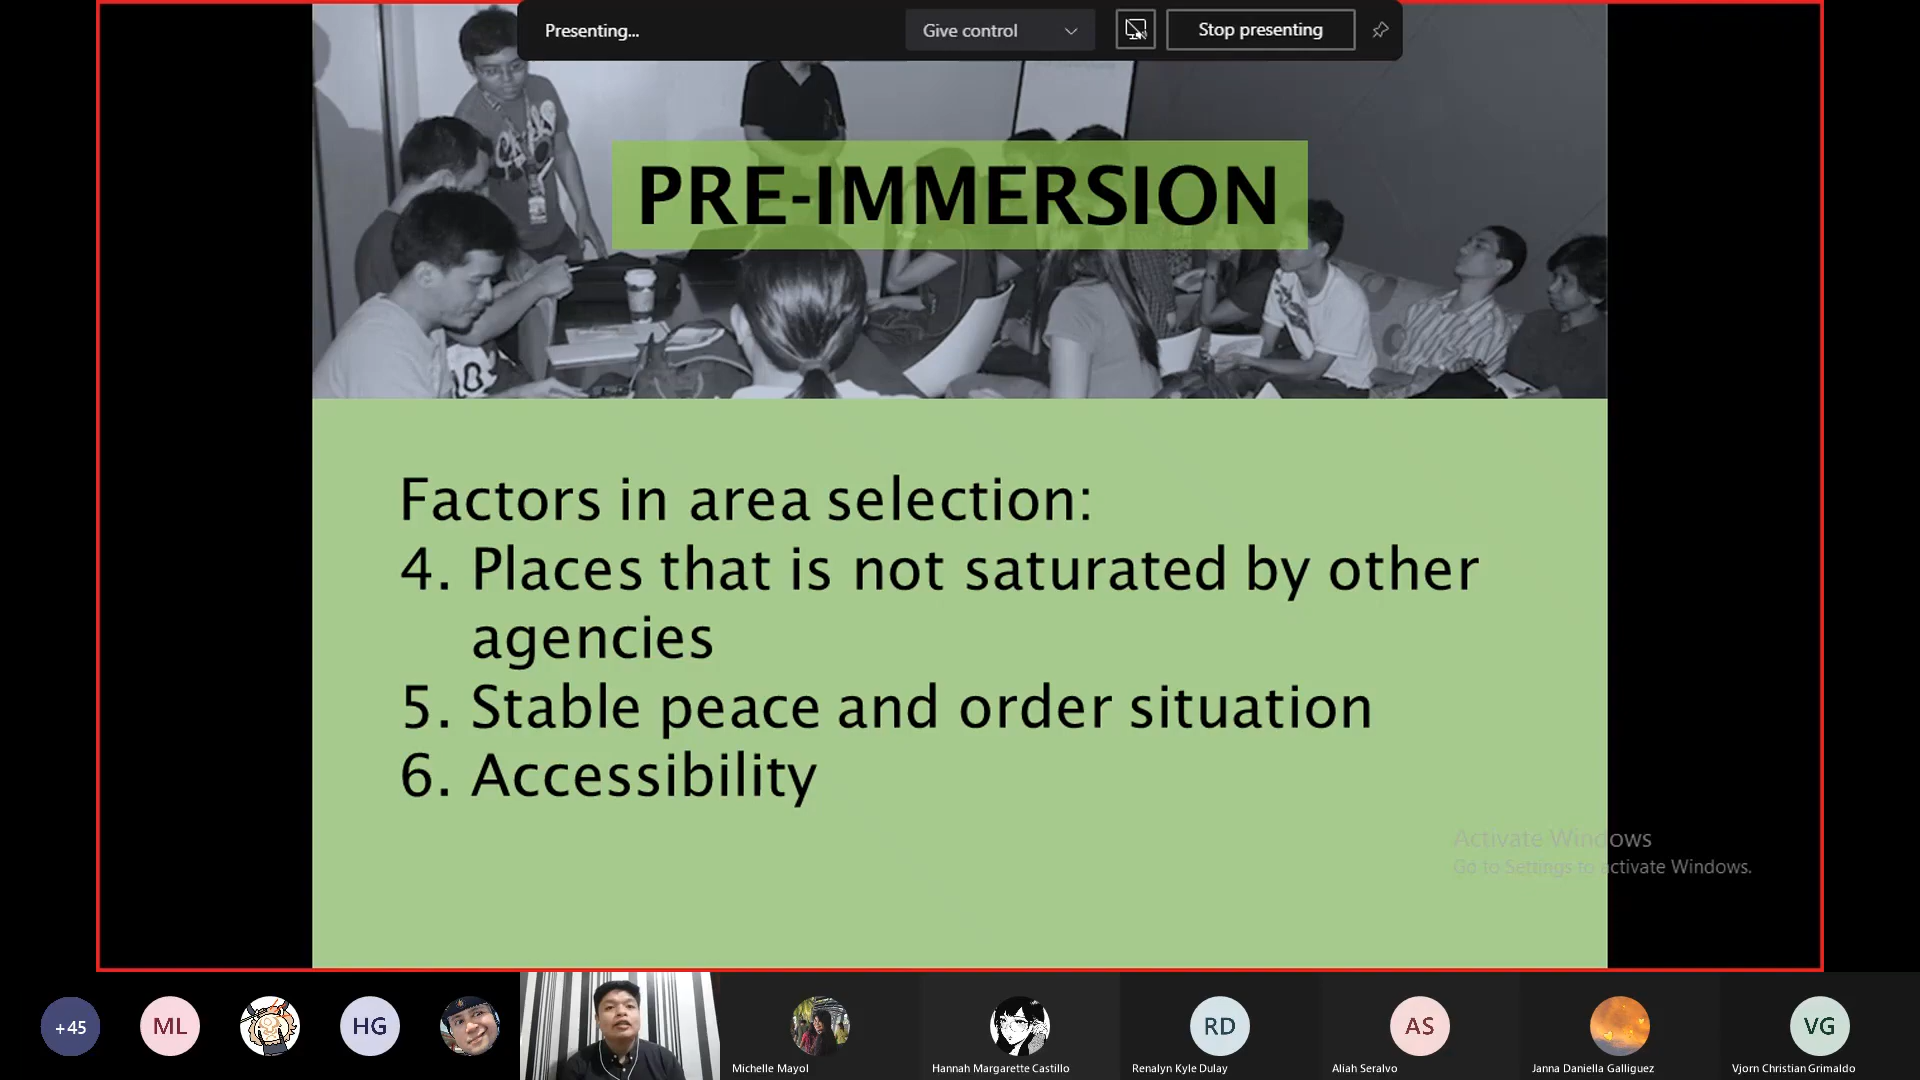 Presenting...
Give control
Stop presenting
PRE-IMMERSION
Factors in area selection:
4. Places that is not saturated by other
agencies
5. Stable peace and order situation
6. Accessibility
Activate Windows
Go to Settings to activate Windows.
+45
ML
HG
RD
AS
VG
Michelle Mayol
Hannah Margarette Castillo
Renalyn Kyle Dulay
Aliah Seralvo
Janna Daniella Galliguez
Vjorn Christian Grimaldo